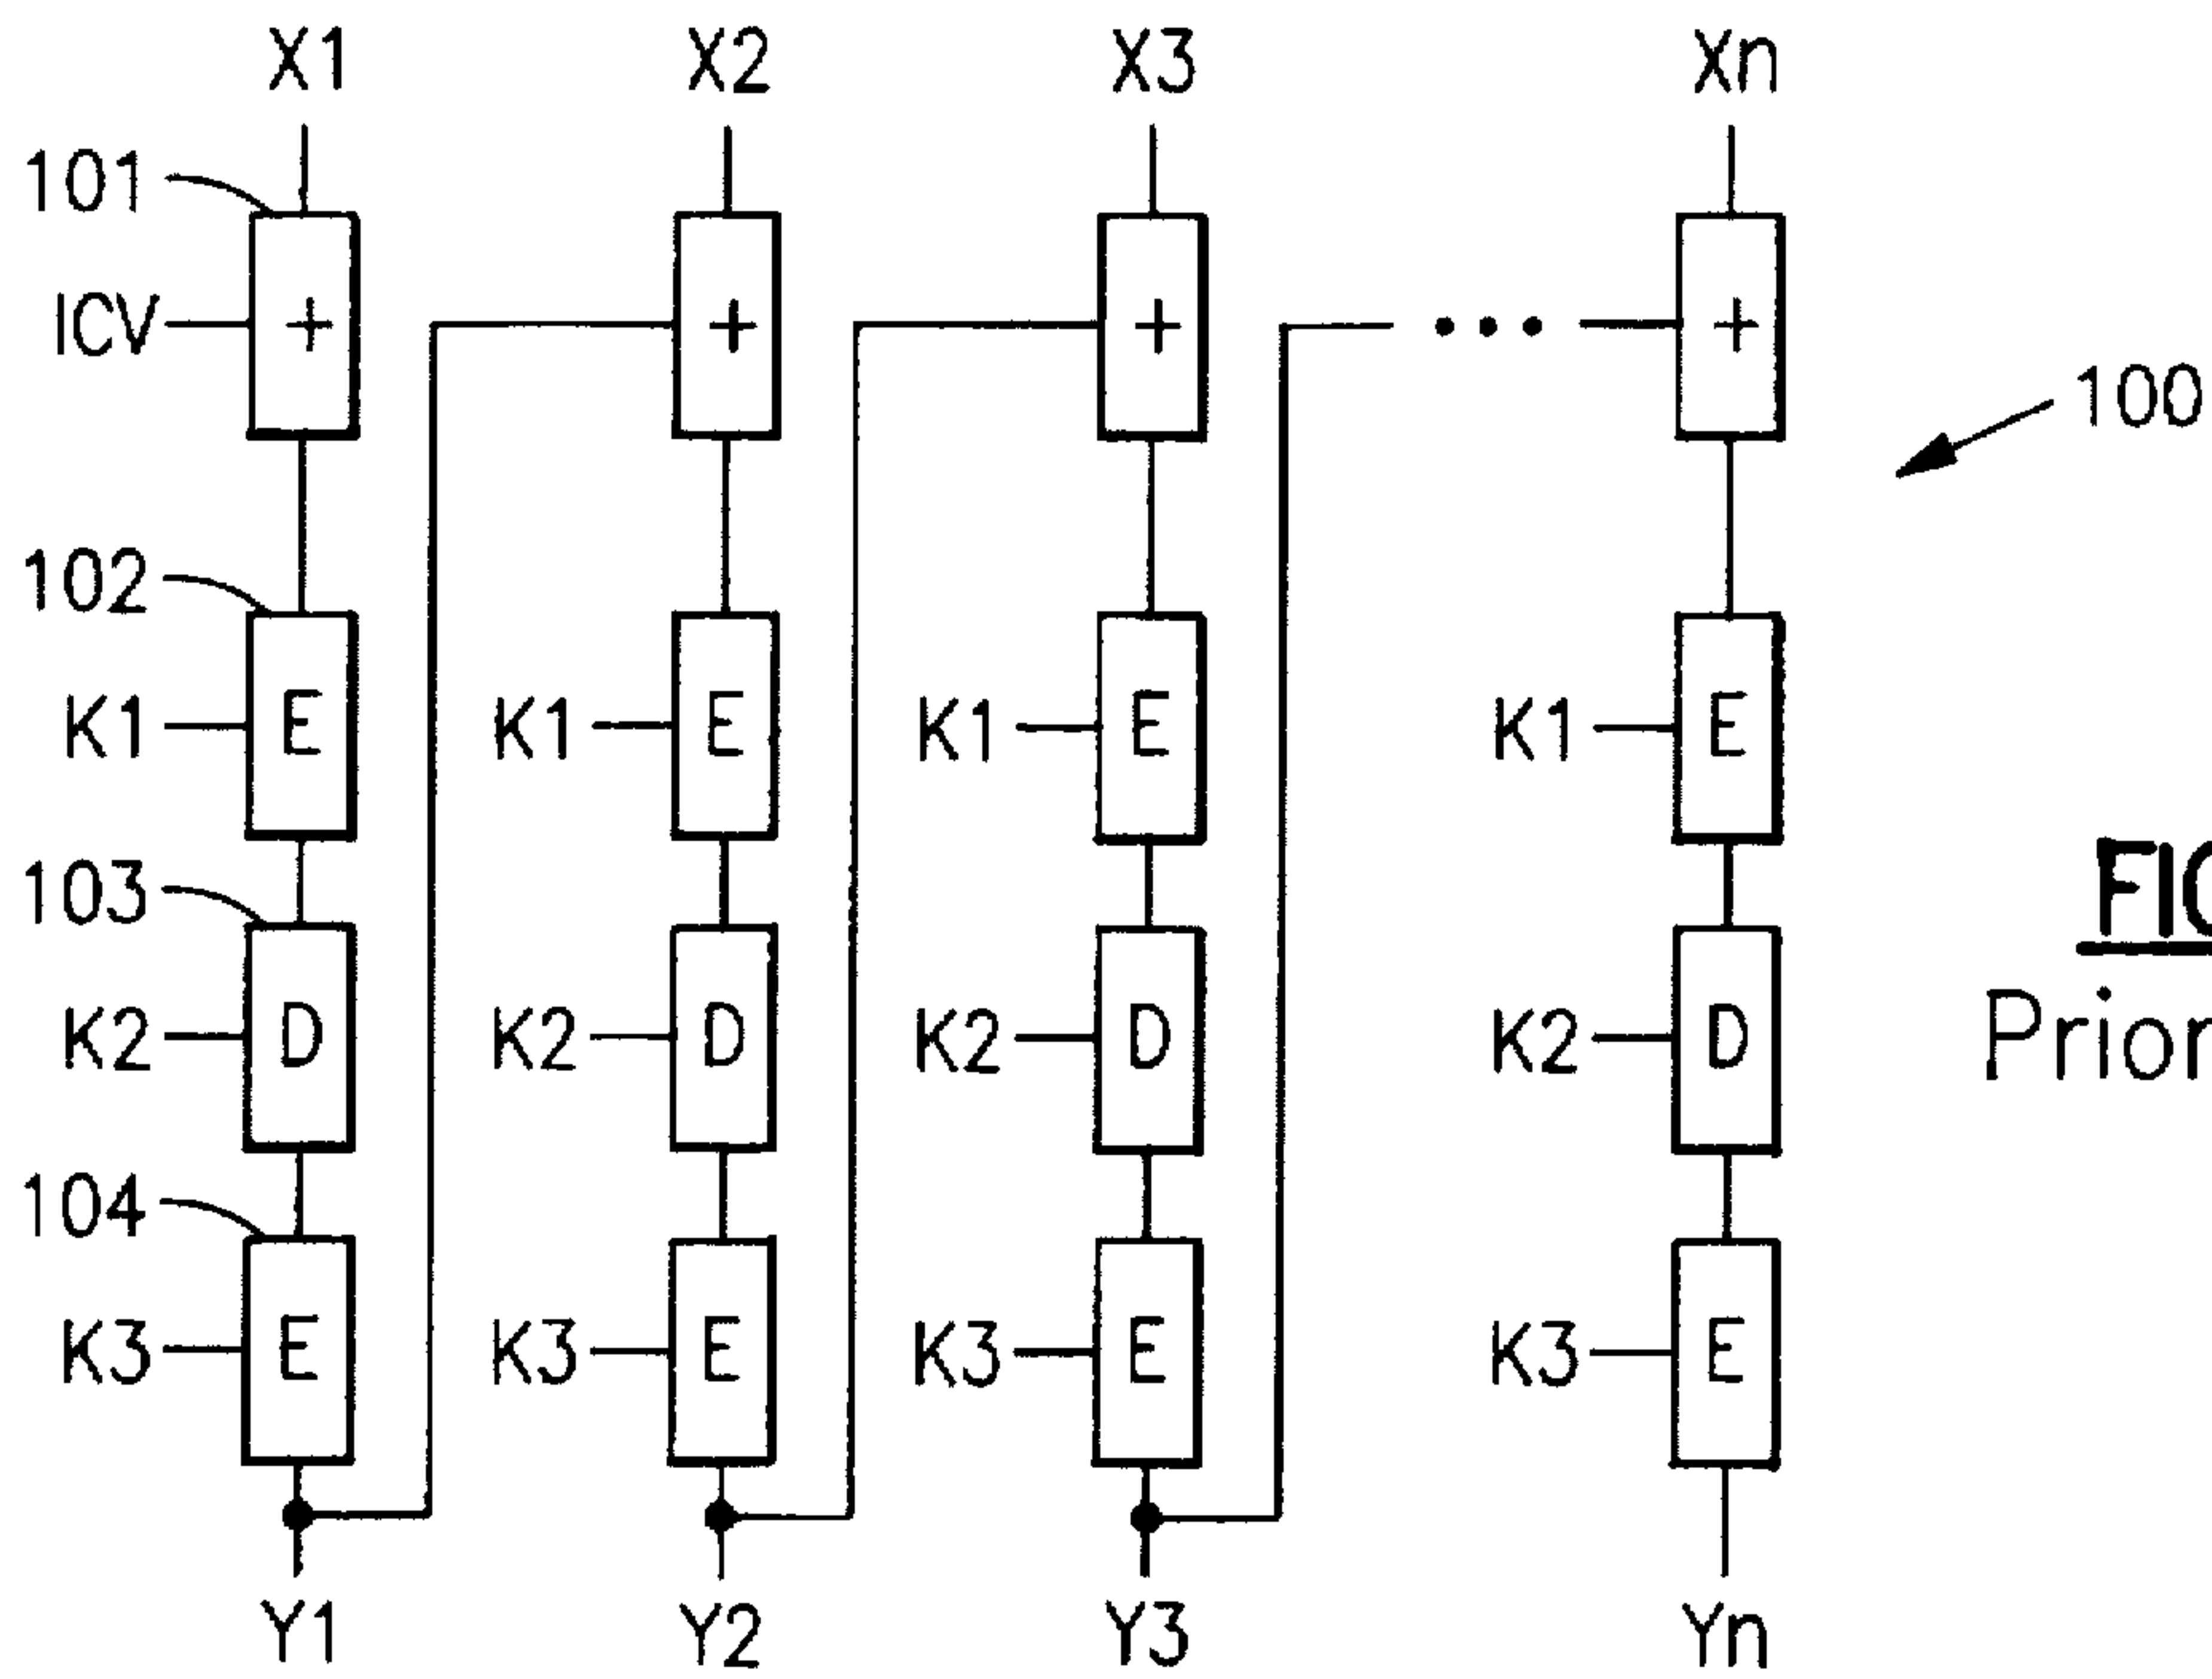 X1 X2 X3 Xn
101
ICV + + + • • • +
100
102
K1 E K1 E K1 E K1 E
103
K2 D K2 D K2 D K2 D
Prior
104
K3 E K3 E K3 E K3 E
Y1 Y2 Y3 Yn